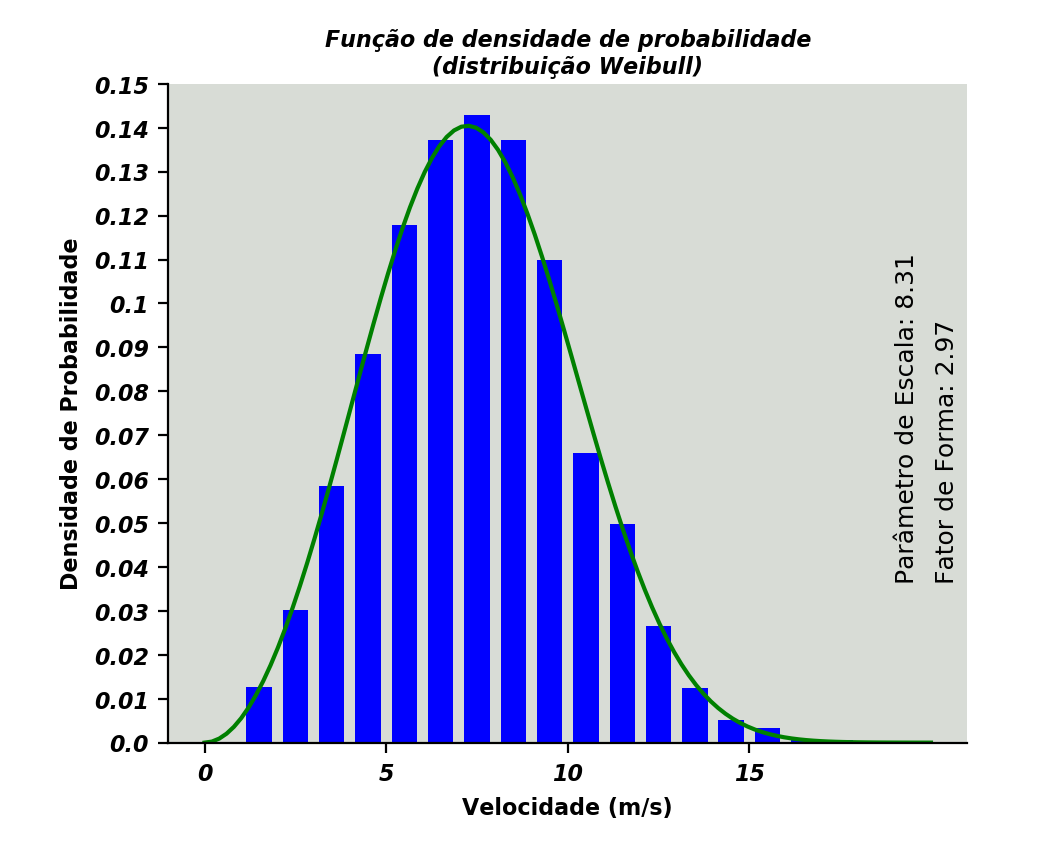 Função de densidade de probabilidade
(distribuição Weibull)
Densidade de Probabilidade
0.15
0.14
0.13
0.12
0.11
0.1
0.09
0.08
0.07
0.06
0.05
0.04
0.03
0.02
0.01
0.0
Parâmetro de Escala: 8.31
Fator de Forma: 2.97
0 5 10 15
Velocidade (m/s)